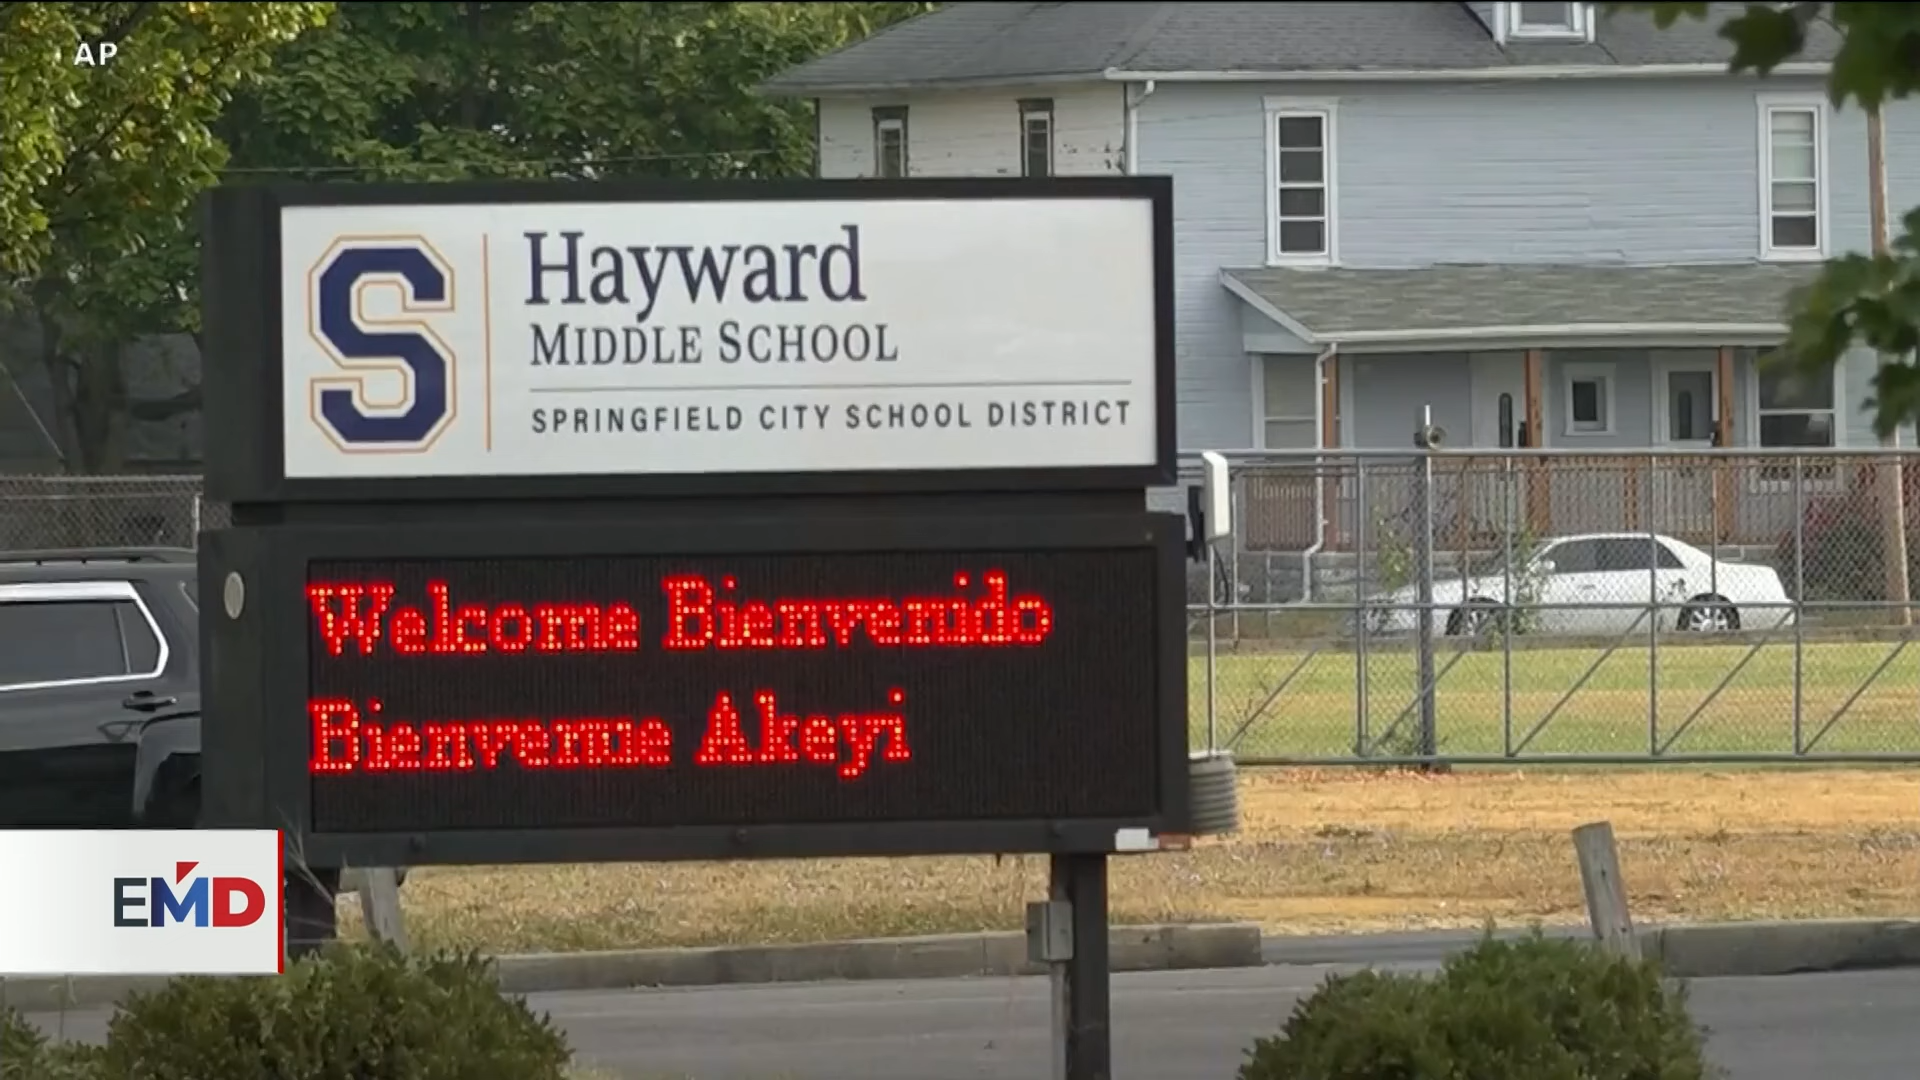 AP
S
Hayward
MIDDLE SCHOOL
SPRINGFIELD CITY SCHOOL DISTRICT
Welcome Bienvenido
Bienvenue Akeyi
EMD